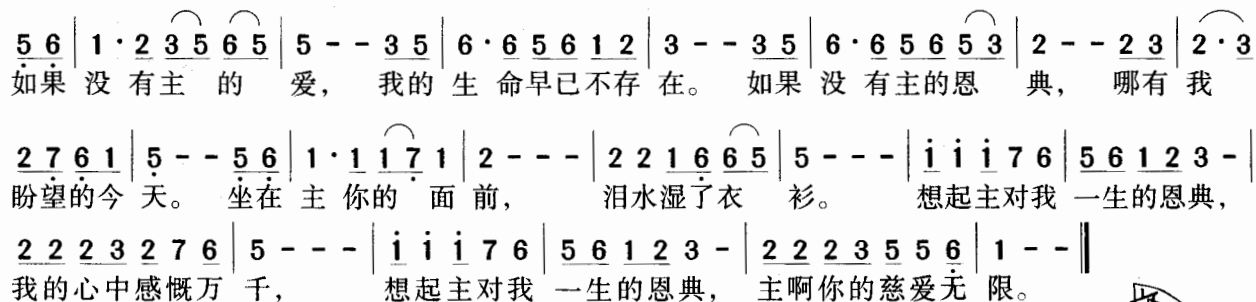 5 6 | 1 · 2 3 5 6 5 | 5 - - 3 5 | 6 · 6 5 6 1 2 | 3 - - 3 5 | 6 · 6 5 6 5 3 | 2 - - 2 3 | 2 · 3
如果 没 有主 的 爱, 我的 生 命早已不存 在。 如果 没 有主的恩 典, 哪有 我
2 7 6 1 | 5 - - 5 6 | 1 · 1 1 7 1 | 2 - - - | 2 2 1 6 6 5 | 5 - - - | i i i 7 6 | 5 6 1 2 3 - |
盼望的今 天。 坐在 主 你的 面 前, 泪水湿了衣 衫。 想起主对我 一生的恩典,
2 2 2 3 2 7 6 | 5 - - - | i i i 7 6 | 5 6 1 2 3 - | 2 2 2 3 5 5 6 | 1 - - ‖
我的心中感慨万 千, 想起主对我 一生的恩典, 主啊你的慈爱无 限。